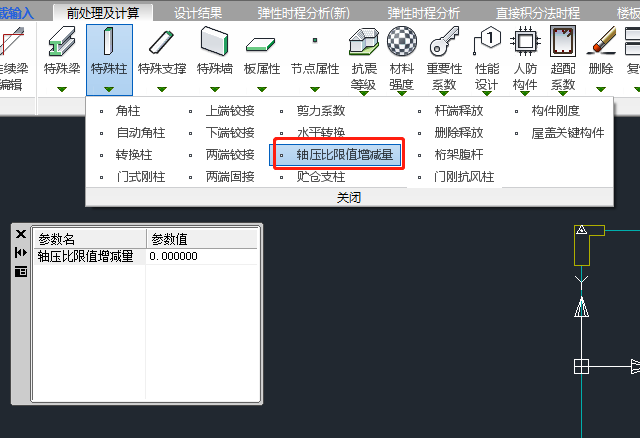 载输入 前处理及计算 设计结果 弹性时程分析(新) 弹性时程分析 直接积分法时程 楼板
连续梁编辑 特殊梁 特殊柱 特殊支撑 特殊墙 板属性 节点属性 抗震等级 材料强度 重要性系数 性能设计 人防构件 超配系数 删除
角柱 上端铰接 剪力系数 杆端释放 构件刚度
自动角柱 下端铰接 水平转换 删除释放 屋盖关键构件
转换柱 两端铰接 轴压比限值增减量 桁架腹杆
门式刚柱 两端固接 贮仓支柱 门刚抗风柱
关闭
参数名 参数值
轴压比限值增减量 0.000000